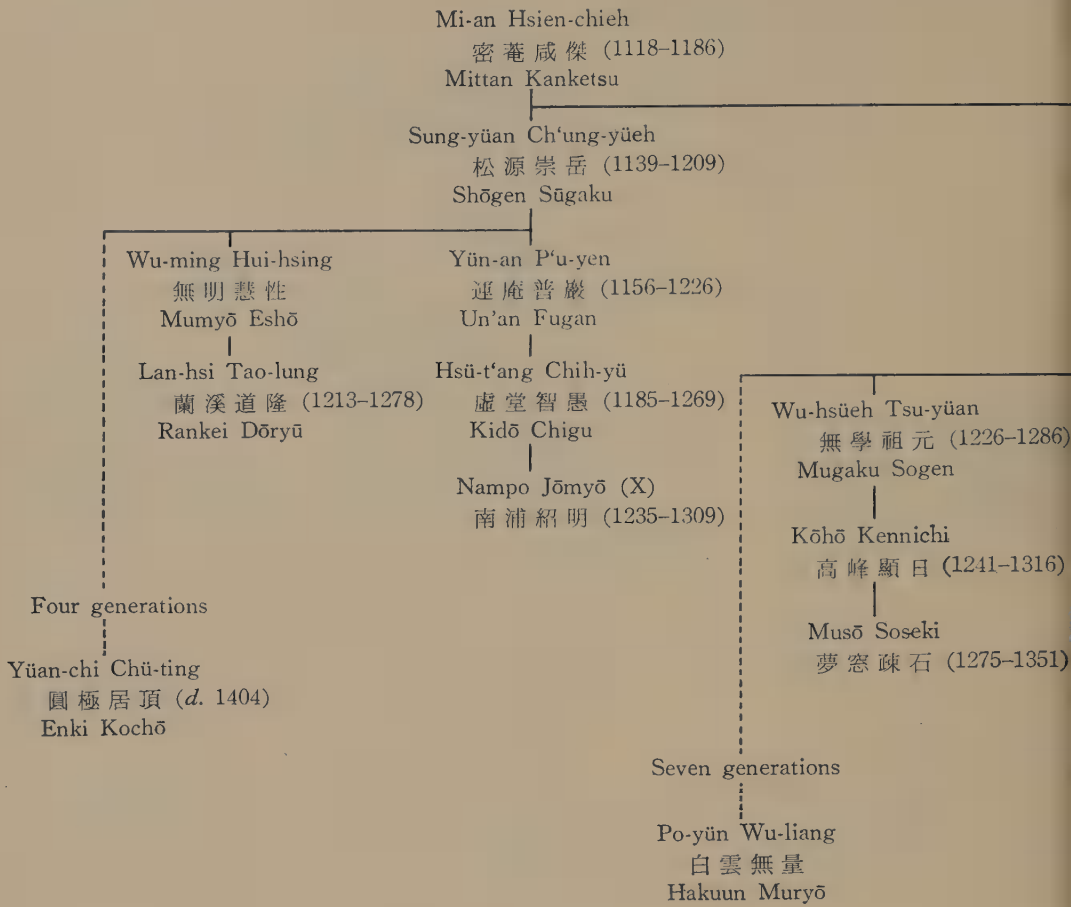 Mi-an Hsien-chieh
密菴咸傑 (1118–1186)
Mittan Kanketsu
Sung-yüan Ch‘ung-yüeh
松源崇岳 (1139–1209)
Shōgen Sūgaku
Wu-ming Hui-hsing
無明慧性
Mumyō Eshō
Lan-hsi Tao-lung
蘭溪道隆 (1213–1278)
Rankei Dōryū
Yün-an P‘u-yen
運庵普巖 (1156–1226)
Un’an Fugan
Hsü-t‘ang Chih-yü
虛堂智愚 (1185–1269)
Kidō Chigu
Nampo Jōmyō (X)
南浦紹明 (1235–1309)
Four generations
Yüan-chi Chü-ting
圓極居頂 (d. 1404)
Enki Kochō
Wu-hsüeh Tsu-yüan
無學祖元 (1226–1286)
Mugaku Sogen
Kōhō Kennichi
高峰顯日 (1241–1316)
Musō Soseki
夢窓疎石 (1275–1351)
Seven generations
Po-yün Wu-liang
白雲無量
Hakuun Muryō